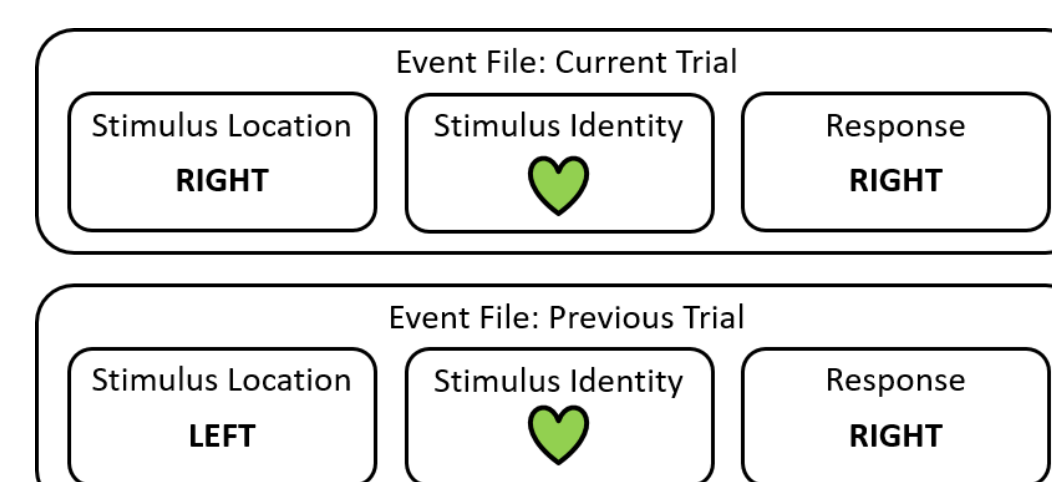 Event File: Current Trial
Stimulus Location
RIGHT
Stimulus Identity
Response
RIGHT
Event File: Previous Trial
Stimulus Location
LEFT
Stimulus Identity
Response
RIGHT